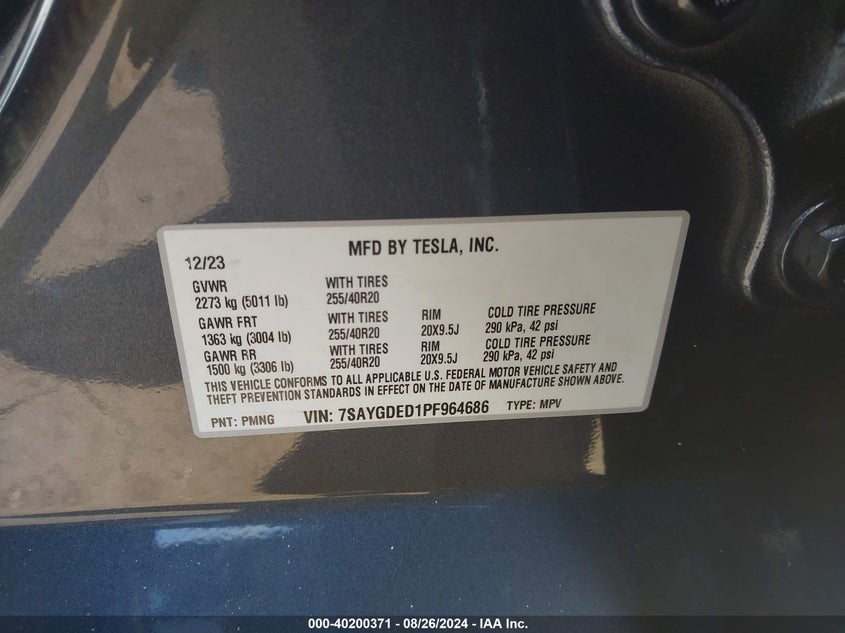 MFD BY TESLA, INC.
12/23
GVWR WITH TIRES
2273 kg (5011 lb) 255/40R20
GAWR FRT WITH TIRES RIM COLD TIRE PRESSURE
1363 kg (3004 lb) 255/40R20 20X9.5J 290 kPa, 42 psi
GAWR RR WITH TIRES RIM COLD TIRE PRESSURE
1500 kg (3306 lb) 255/40R20 20X9.5J 290 kPa, 42 psi
THIS VEHICLE CONFORMS TO ALL APPLICABLE U.S. FEDERAL MOTOR VEHICLE SAFETY AND
THEFT PREVENTION STANDARDS IN EFFECT ON THE DATE OF MANUFACTURE SHOWN ABOVE.
PNT: PMNG VIN: 7SAYGDED1PF964686 TYPE: MPV
000-40200371 - 08/26/2024 - IAA Inc.